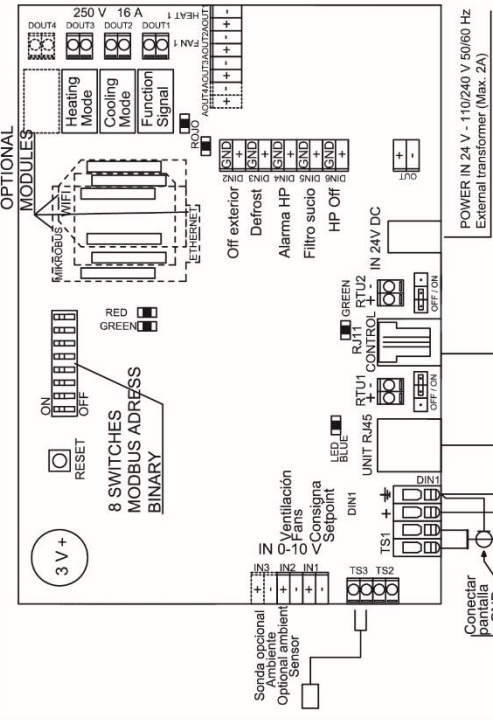 250 V 16 A
DOUT4
DOUT3
DOUT2
DOUT1
HEAT 1
FAN 1
AOUT4
AOUT3
AOUT2
AOUT1
- + - + - + - +
Heating
Mode
Cooling
Mode
Function
Signal
ROJO
OPTIONAL
MODULES
MIKROBUS
WIFI
ETHERNET
GND + GND + GND + GND + GND +
DIN2
DIN3
DIN4
DIN5
DIN6
Off exterior
Defrost
Alarma HP
Filtro sucio
HP Off
+ -
OUT
IN 24V DC
POWER IN 24 V - 110/240 V 50/60 Hz
External transformer (Max. 2A)
RED
GREEN
ON
OFF
RESET
8 SWITCHES
MODBUS ADRESS
BINARY
3 V +
GREEN
RTU2
+ -
OFF / ON
RJ11
CONTROL
RTU1
+ -
OFF / ON
LED
BLUE
UNIT RJ45
DIN1
DIN1
+
TS1
Ventilación
Fans
Consigna
Setpoint
IN 0-10 V
IN3
IN2
IN1
+ - + - + -
TS3
TS2
Sonda opcional
Ambiente
Optional ambient
Sensor
Conectar
pantalla